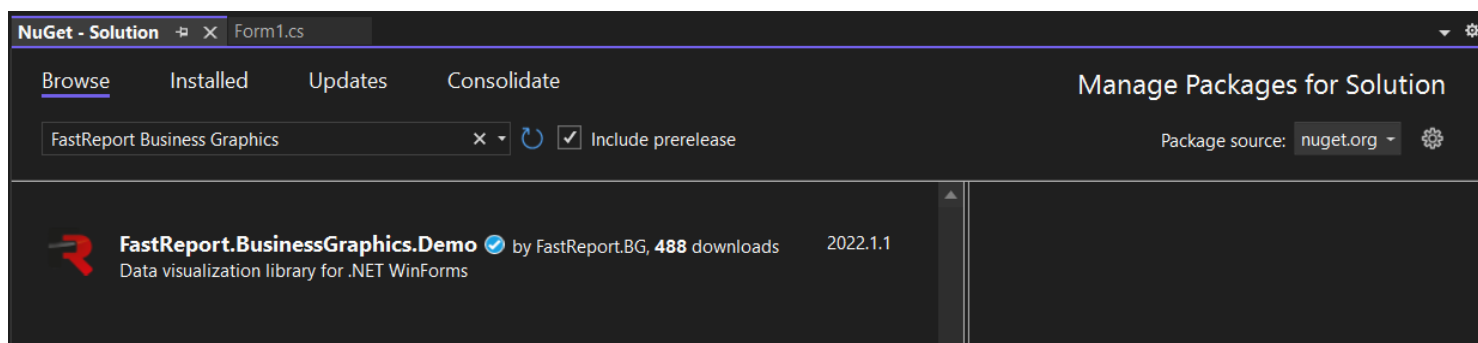 NuGet - Solution Form1.cs
Browse Installed Updates Consolidate Manage Packages for Solution
FastReport Business Graphics Include prerelease Package source: nuget.org
FastReport.BusinessGraphics.Demo by FastReport.BG, 488 downloads 2022.1.1
Data visualization library for .NET WinForms